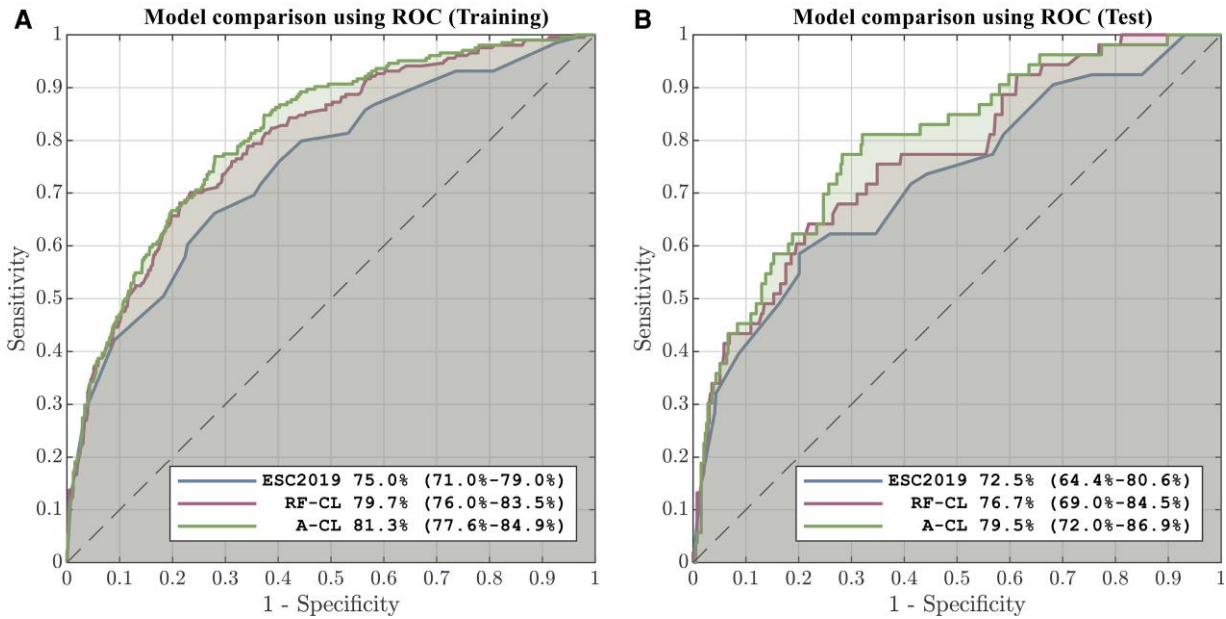 A
Model comparison using ROC (Training)
1
0.9
0.8
0.7
0.6
0.5
0.4
0.3
0.2
0.1
0
Sensitivity
ESC2019 75.0% (71.0%-79.0%)
RF-CL 79.7% (76.0%-83.5%)
A-CL 81.3% (77.6%-84.9%)
0 0.1 0.2 0.3 0.4 0.5 0.6 0.7 0.8 0.9 1
1 - Specificity
B
Model comparison using ROC (Test)
1
0.9
0.8
0.7
0.6
0.5
0.4
0.3
0.2
0.1
0
Sensitivity
ESC2019 72.5% (64.4%-80.6%)
RF-CL 76.7% (69.0%-84.5%)
A-CL 79.5% (72.0%-86.9%)
0 0.1 0.2 0.3 0.4 0.5 0.6 0.7 0.8 0.9 1
1 - Specificity